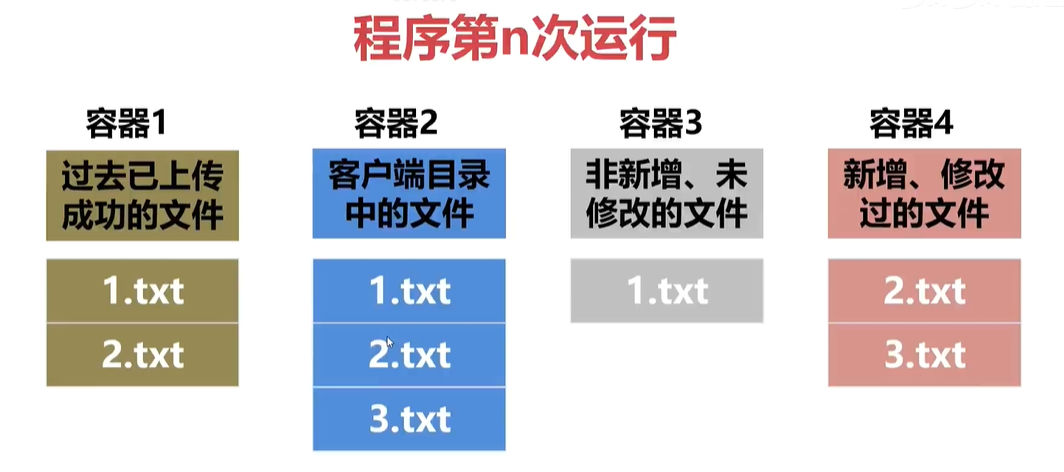 程序第n次运行
容器1
容器2
容器3
容器4
过去已上传
成功的文件
客户端目录
中的文件
非新增、未
修改的文件
新增、修改
过的文件
1.txt
1.txt
1.txt
2.txt
2.txt
2.txt
3.txt
3.txt